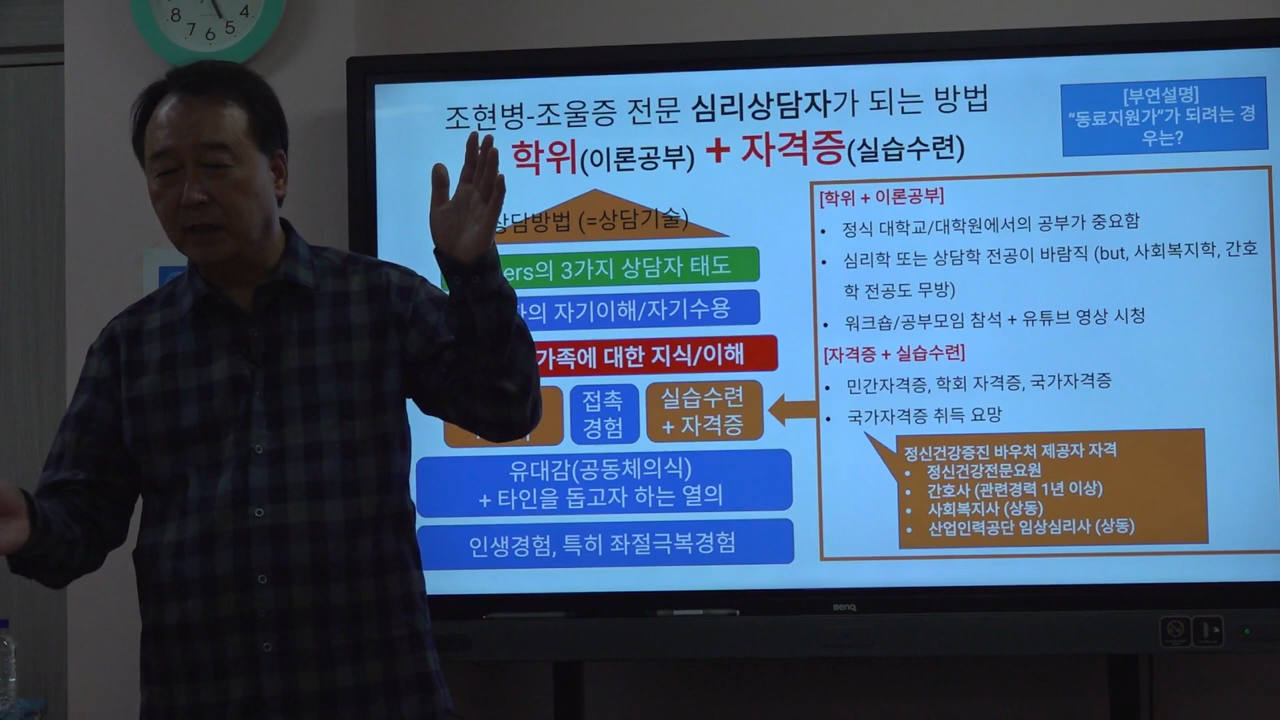 8
7
6
5
4
조현병-조울증 전문 심리상담자가 되는 방법
학위(이론공부) + 자격증(실습수련)
[부연설명]
"동료지원가"가 되려는 경
우는?
상담방법 (=상담기술)
ers의 3가지 상담자 태도
의 자기이해/자기수용
가족에 대한 지식/이해
접촉
경험
실습수련
+ 자격증
유대감(공동체의식)
+ 타인을 돕고자 하는 열의
인생경험, 특히 좌절극복경험
[학위 + 이론공부]
• 정식 대학교/대학원에서의 공부가 중요함
• 심리학 또는 상담학 전공이 바람직 (but, 사회복지학, 간호
학 전공도 무방)
• 워크숍/공부모임 참석 + 유튜브 영상 시청
[자격증 + 실습수련]
• 민간자격증, 학회 자격증, 국가자격증
• 국가자격증 취득 요망
정신건강증진 바우처 제공자 자격
• 정신건강전문요원
• 간호사 (관련경력 1년 이상)
• 사회복지사 (상동)
• 산업인력공단 임상심리사 (상동)
BenQ